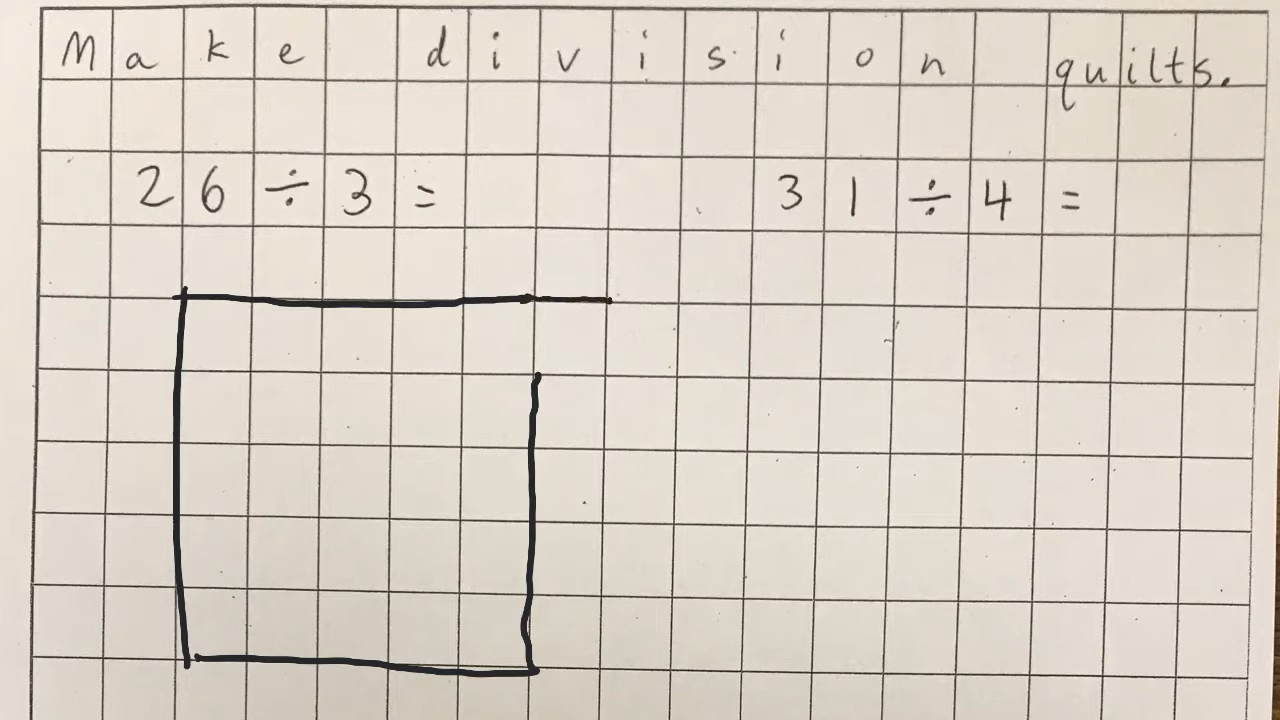 Make division quilts.
26 ÷ 3 =
31 ÷ 4 =